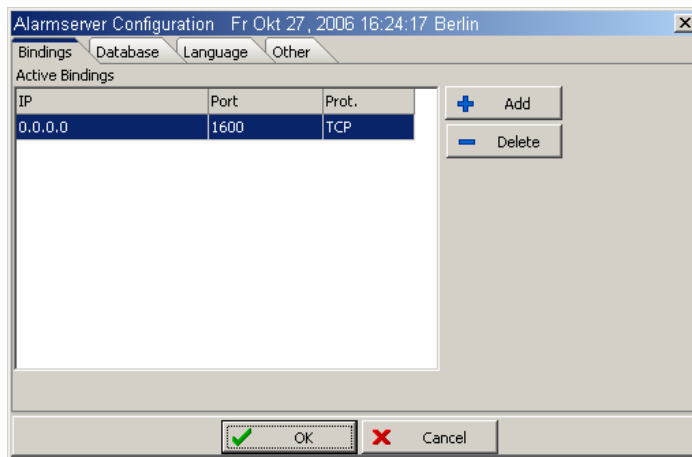 Alarmserver Configuration Fr Okt 27, 2006 16:24:17 Berlin
Bindings Database Language Other
Active Bindings
IP Port Prot.
0.0.0.0 1600 TCP
Add
Delete
OK Cancel